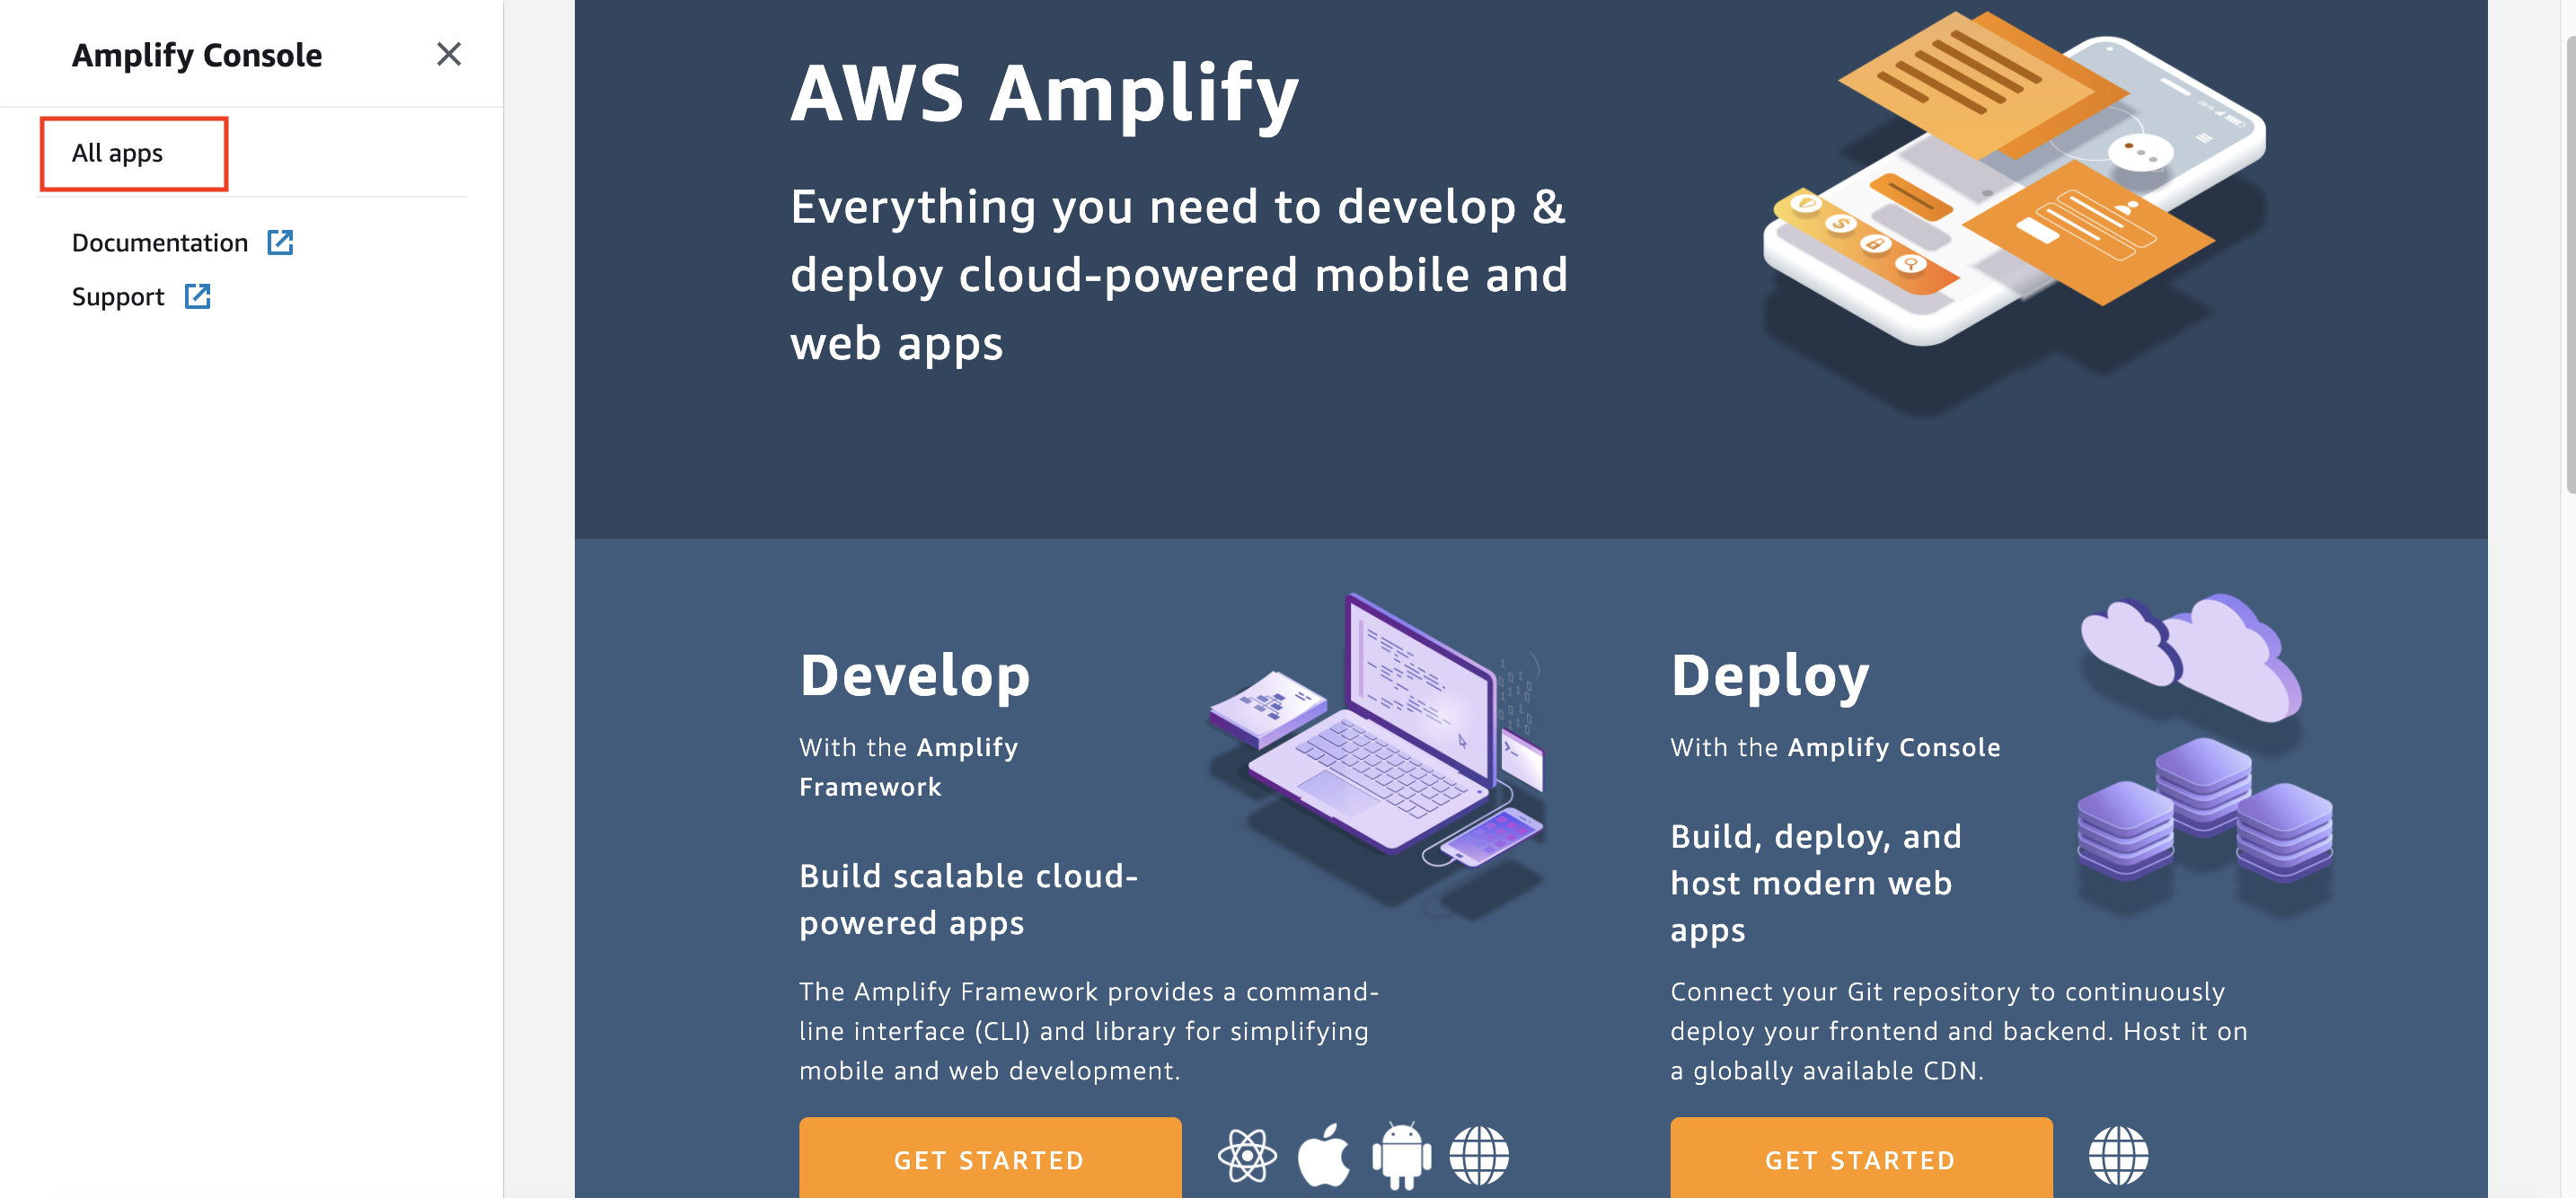 Amplify Console
All apps
Documentation
Support
AWS Amplify
Everything you need to develop &
deploy cloud-powered mobile and
web apps
Develop
With the Amplify
Framework
Build scalable cloud-
powered apps
The Amplify Framework provides a command-
line interface (CLI) and library for simplifying
mobile and web development.
GET STARTED
Deploy
With the Amplify Console
Build, deploy, and
host modern web
apps
Connect your Git repository to continuously
deploy your frontend and backend. Host it on
a globally available CDN.
GET STARTED